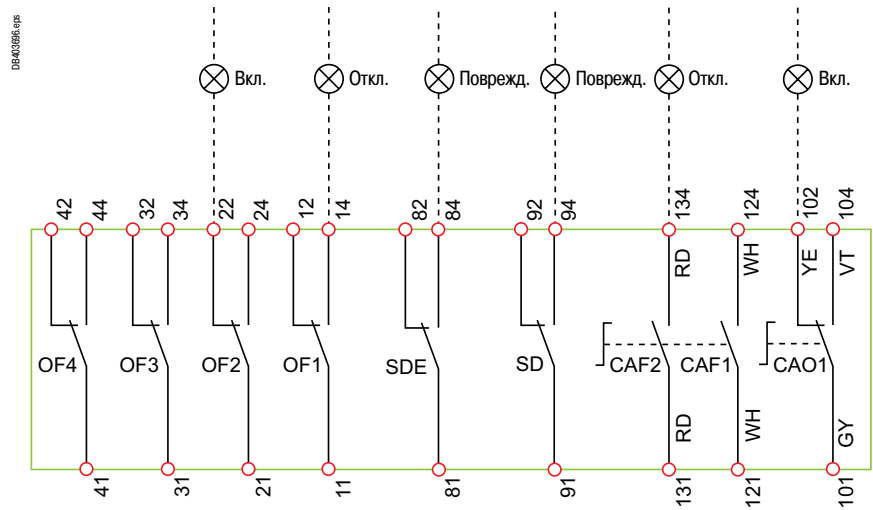 DB403696.eps
Вкл.
Откл.
Поврежд.
Поврежд.
Откл.
Вкл.
42 44 32 34 22 24 12 14 82 84 92 94 134 124 102 104
RD WH YE VT
OF4 OF3 OF2 OF1 SDE SD CAF2 CAF1 CAO1
RD WH GY
41 31 21 11 81 91 131 121 101